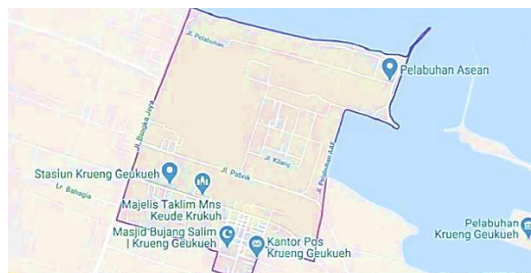 Jl. Pelabuhan
Pelabuhan Asean
Jl. Bangka Jaya
Jl. Kilang
Jl. Pelabuhan AAF
Jl. Pabrik
Stasiun Krueng Geukueh
Lr. Bahagia
Majelis Taklim Mns
Keude Krukuh
Masjid Bujang Salim
| Krueng Geukueh
Kantor Pos
Krueng Geukueh
Pelabuhan
Krueng Geukueh